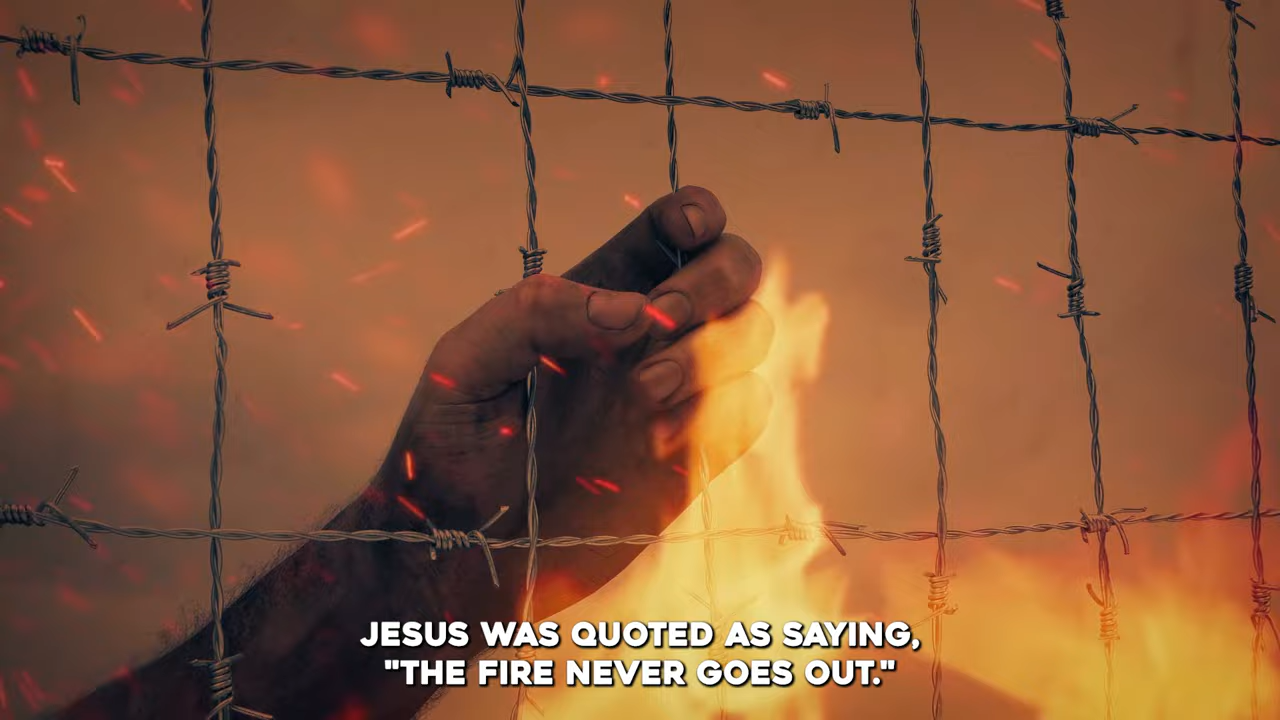 JESUS WAS QUOTED AS SAYING,
"THE FIRE NEVER GOES OUT."